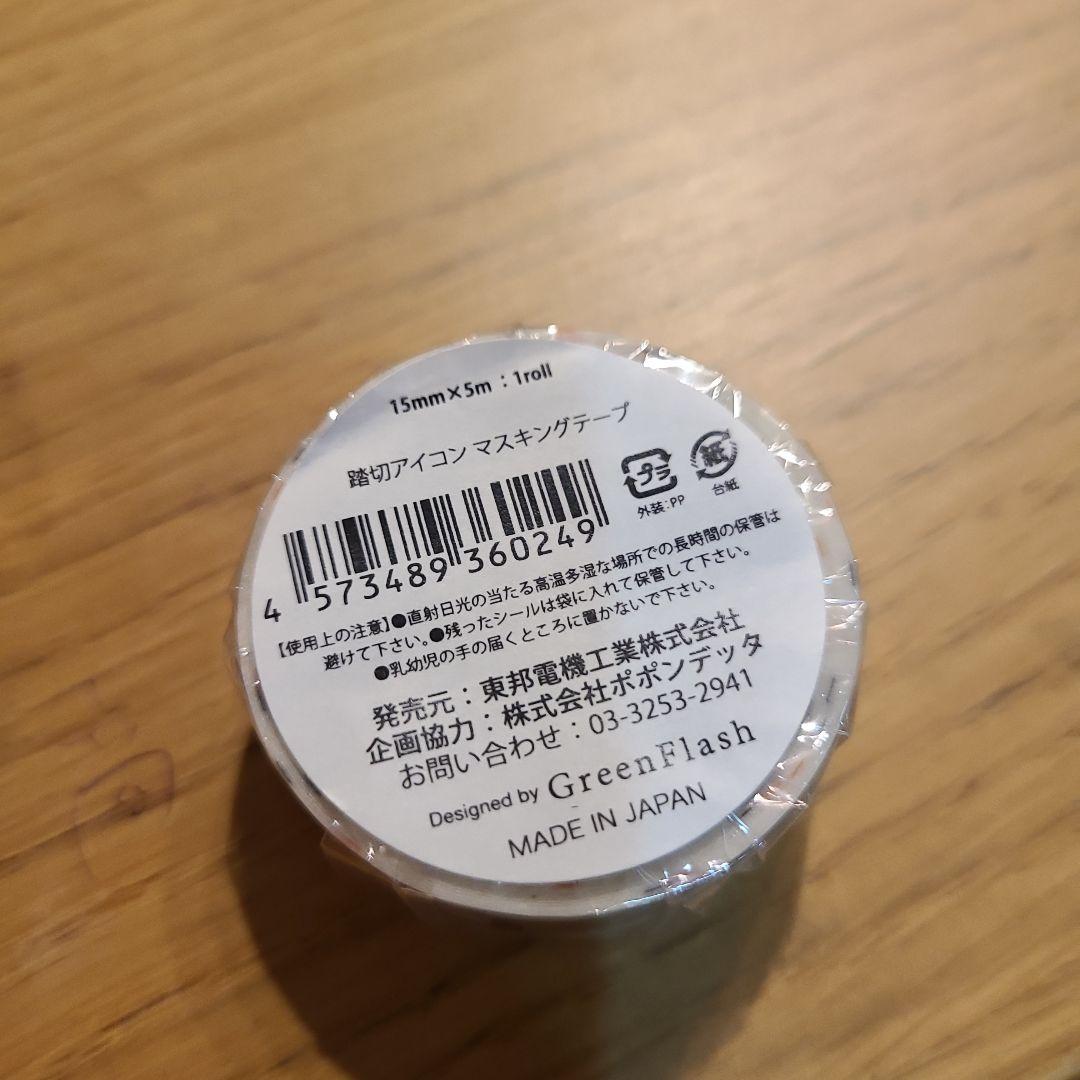 15mm×5m：1roll
踏切アイコン マスキングテープ
プラ
外装:PP
紙
台紙
4 573489 360249
【使用上の注意】●直射日光の当たる高温多湿な場所での長時間の保管は
避けて下さい。●残ったシールは袋に入れて保管して下さい。
●乳幼児の手の届くところに置かないで下さい。
発売元：東邦電機工業株式会社
企画協力：株式会社ポポンデッタ
お問い合わせ：03-3253-2941
Designed by GreenFlash
MADE IN JAPAN